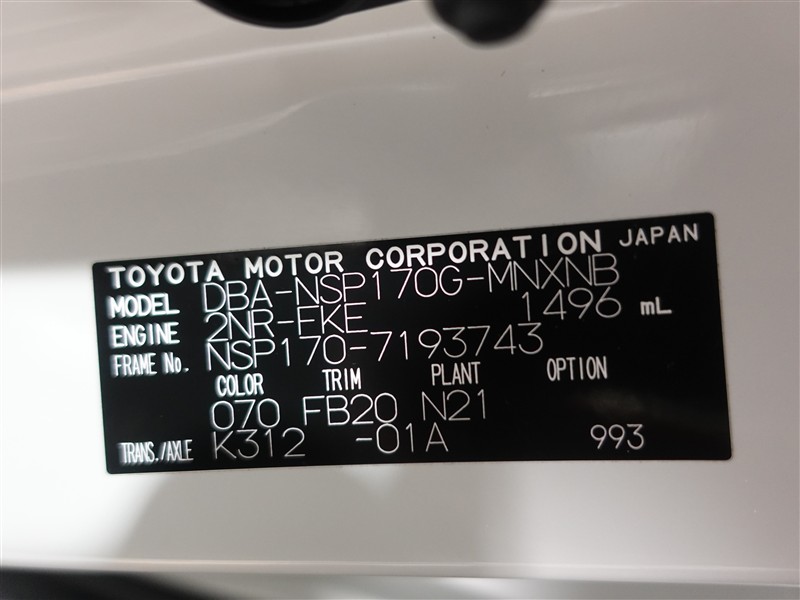 TOYOTA MOTOR CORPORATION JAPAN
MODEL DBA-NSP170G-MNXNB
ENGINE 2NR-FKE 1496 mL
FRAME No. NSP170-7193743
COLOR TRIM PLANT OPTION
070 FB20 N21
TRANS./AXLE K312 -01A 993